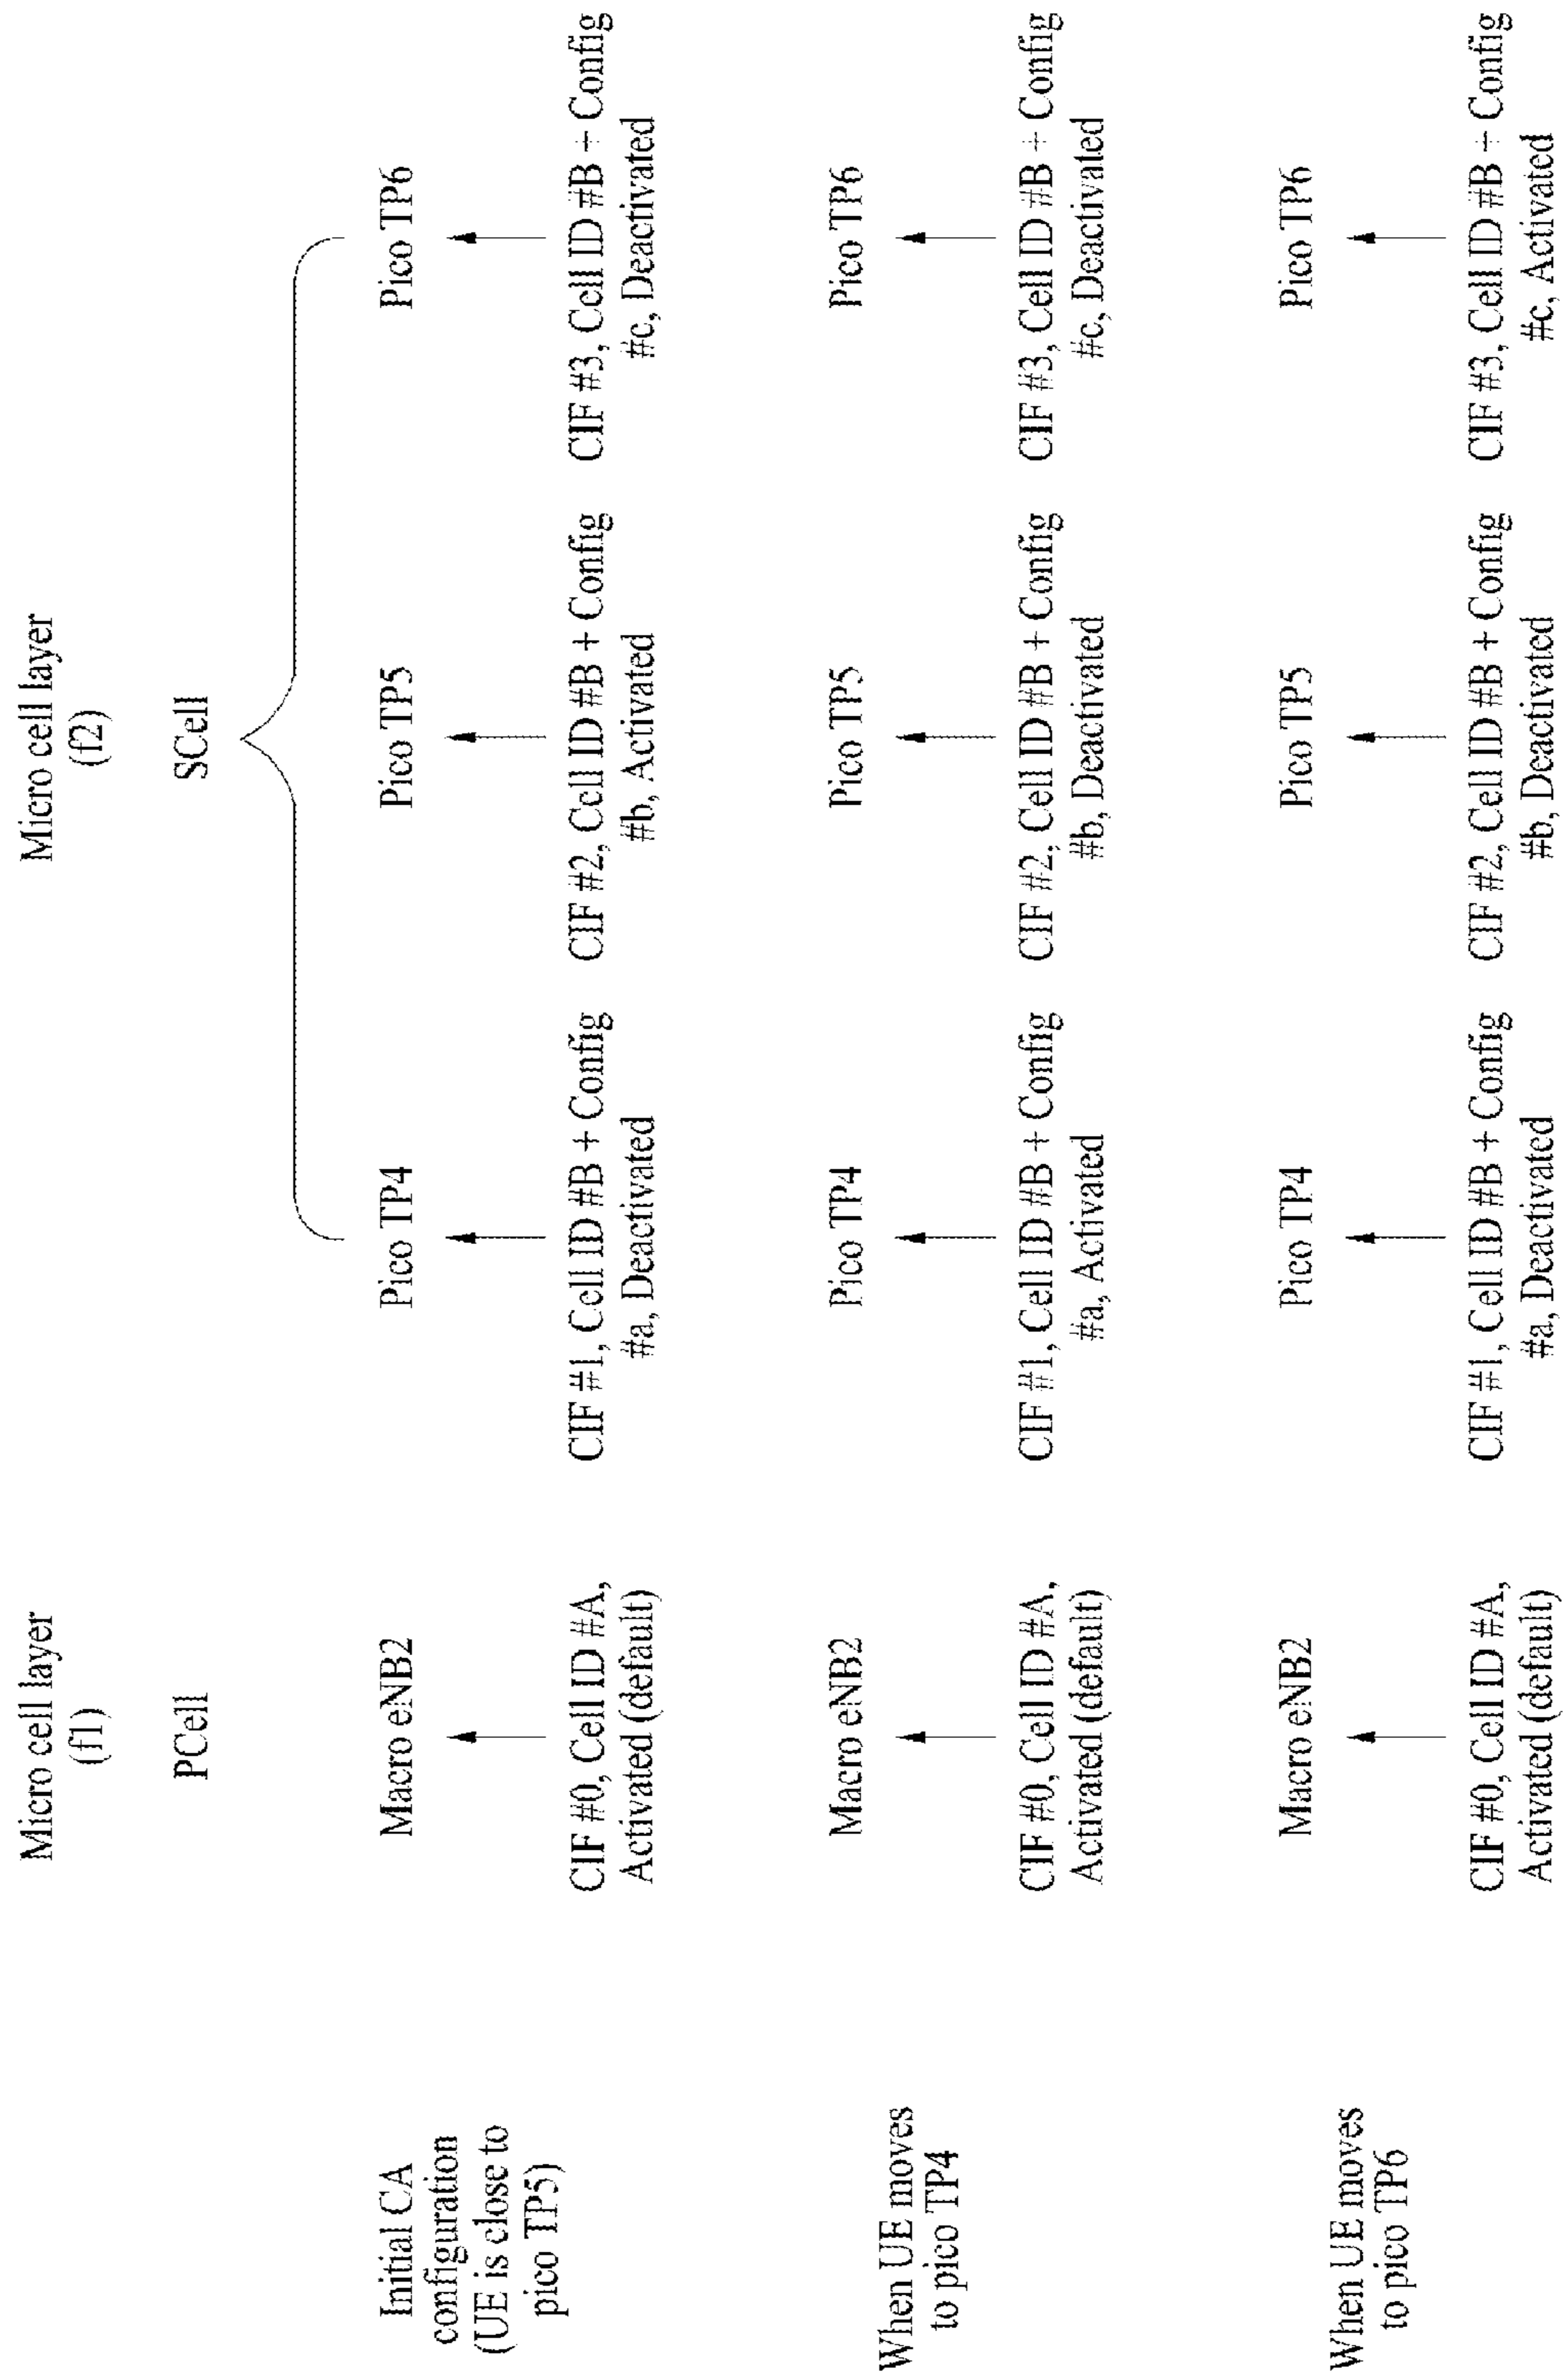 Micro cell layer
(f1)
Micro cell layer
(f2)
PCell
SCell
Initial CA
configuration
(UE is close to
pico TP5)
Macro eNB2
CIF #0, Cell ID #A,
Activated (default)
Pico TP4
CIF #1, Cell ID #B + Config
#a, Deactivated
Pico TP5
CIF #2, Cell ID #B + Config
#b, Activated
Pico TP6
CIF #3, Cell ID #B + Config
#c, Deactivated
When UE moves
to pico TP4
Macro eNB2
CIF #0, Cell ID #A,
Activated (default)
Pico TP4
CIF #1, Cell ID #B + Config
#a, Activated
Pico TP5
CIF #2, Cell ID #B + Config
#b, Deactivated
Pico TP6
CIF #3, Cell ID #B + Config
#c, Deactivated
When UE moves
to pico TP6
Macro eNB2
CIF #0, Cell ID #A,
Activated (default)
Pico TP4
CIF #1, Cell ID #B + Config
#a, Deactivated
Pico TP5
CIF #2, Cell ID #B + Config
#b, Deactivated
Pico TP6
CIF #3, Cell ID #B + Config
#c, Activated